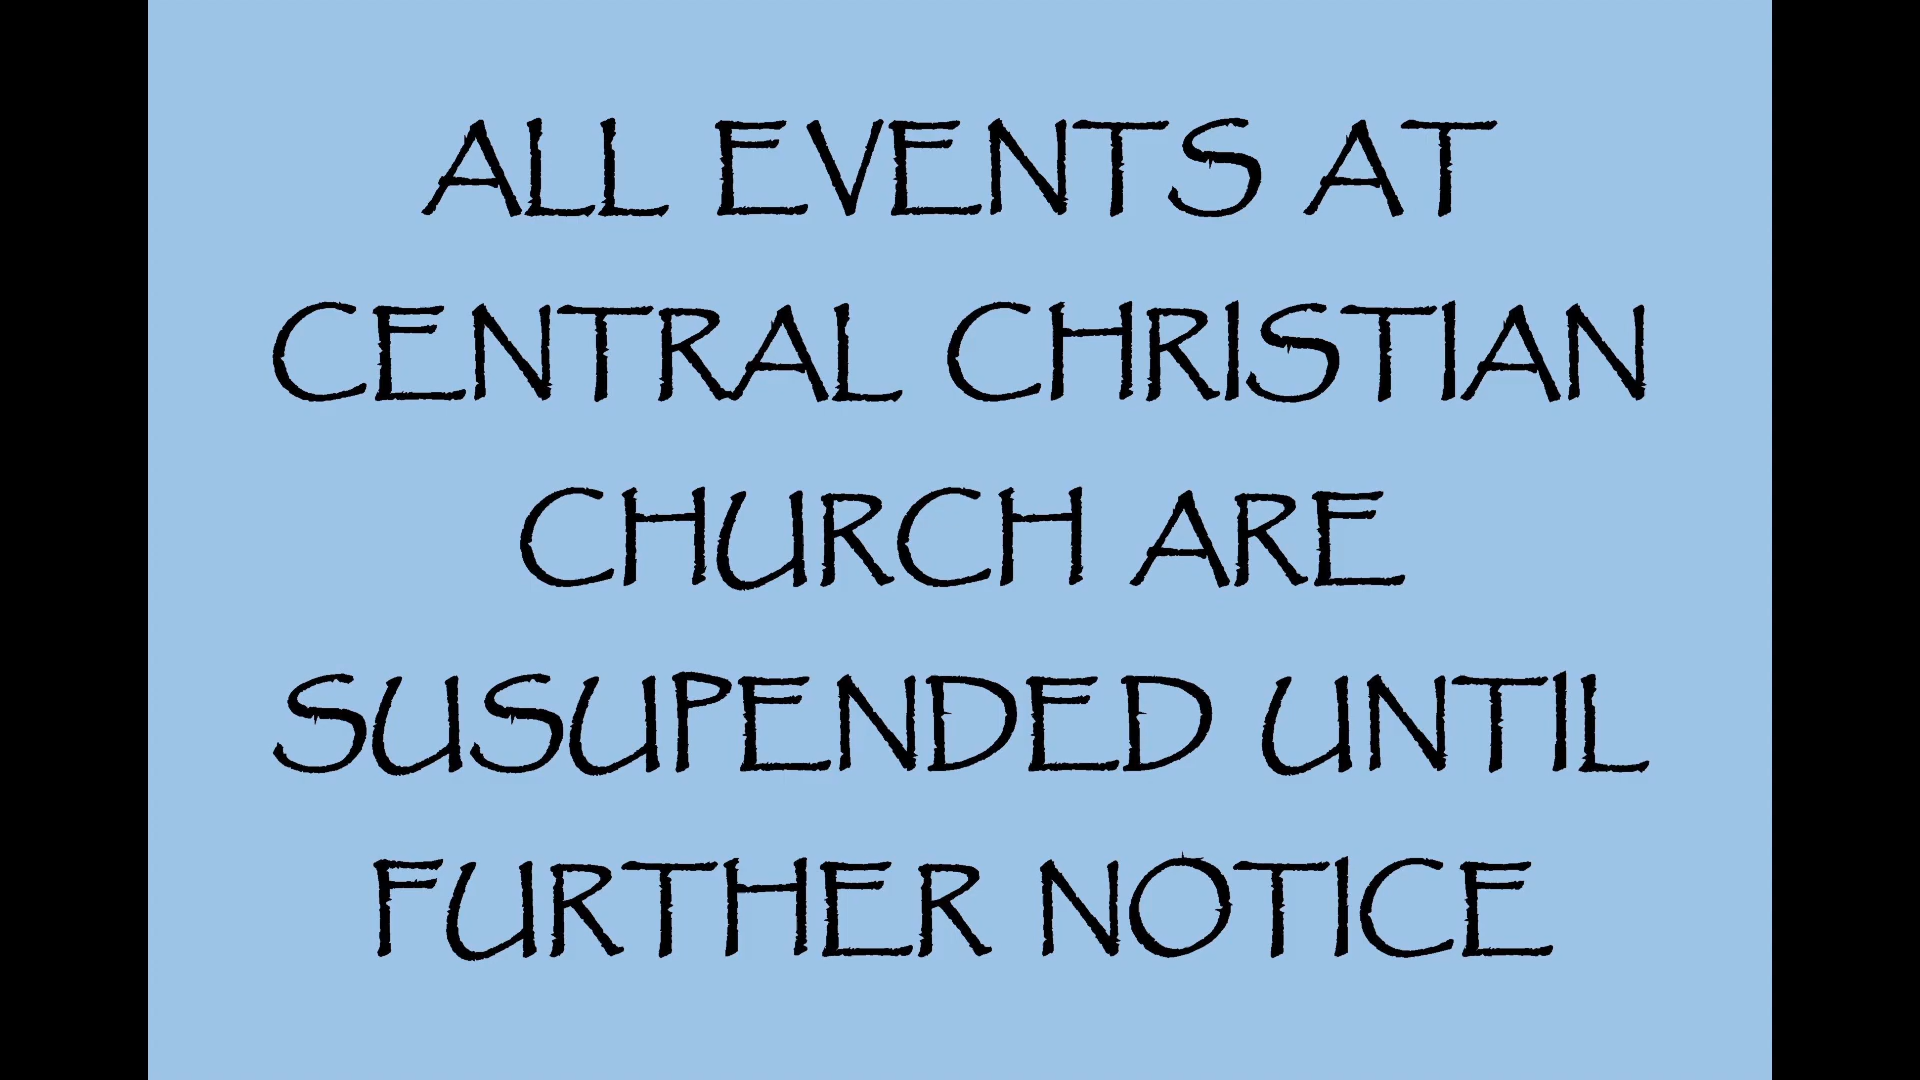 ALL EVENTS AT
CENTRAL CHRISTIAN
CHURCH ARE
SUSUPENDED UNTIL
FURTHER NOTICE